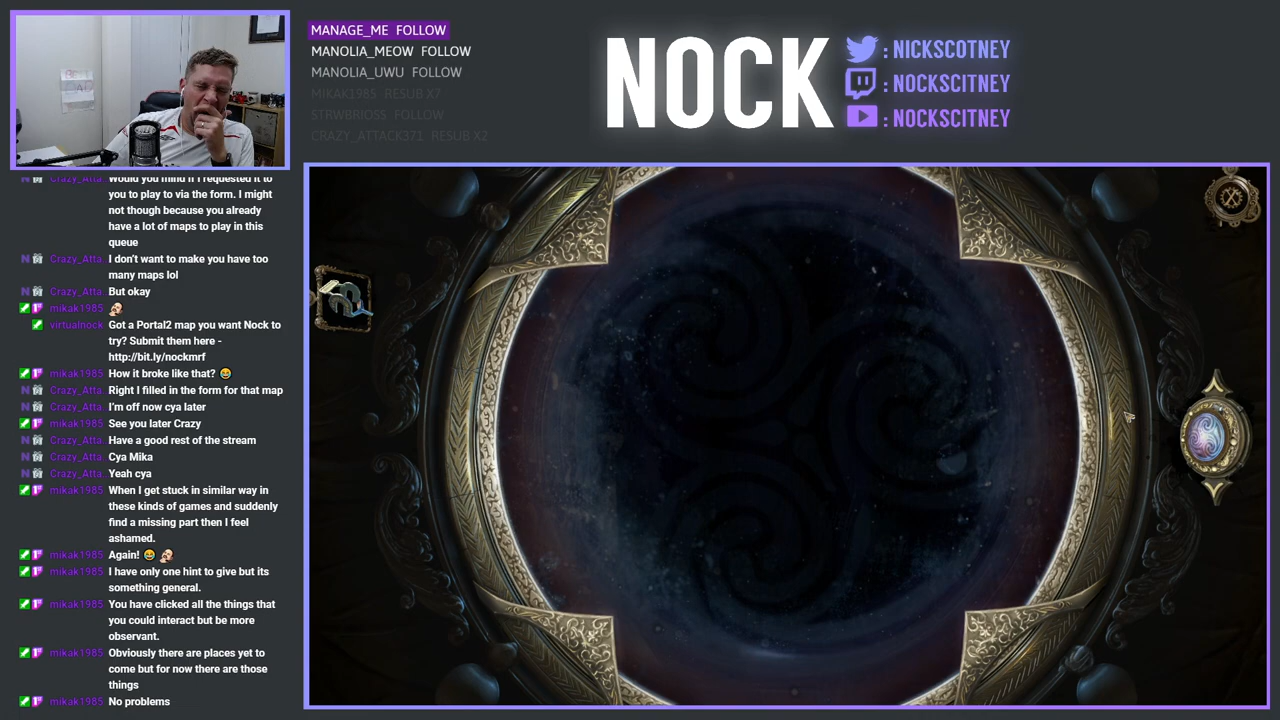 MANAGE_ME FOLLOW
MANOLIA_MEOW FOLLOW
MANOLIA_UWU FOLLOW
MIKAK1985 RESUB X7
STRWBRIOSS FOLLOW
CRAZY_ATTACK371 RESUB X2
NOCK
: NICKSCOTNEY
: NOCKSCITNEY
: NOCKSCITNEY
Crazy_Atta.. Would you mind if I requested it to
you to play to via the form. I might
not though because you already
have a lot of maps to play in this
queue
Crazy_Atta.. I don't want to make you have too
many maps lol
Crazy_Atta.. But okay
mikak1985
virtualnock Got a Portal2 map you want Nock to
try? Submit them here -
http://bit.ly/nockmrf
mikak1985 How it broke like that? 😅
Crazy_Atta.. Right I filled in the form for that map
Crazy_Atta.. I'm off now cya later
mikak1985 See you later Crazy
Crazy_Atta.. Have a good rest of the stream
Crazy_Atta.. Cya Mika
Crazy_Atta.. Yeah cya
mikak1985 When I get stuck in similar way in
these kinds of games and suddenly
find a missing part then I feel
ashamed.
mikak1985 Again! 😅
mikak1985 I have only one hint to give but its
something general.
mikak1985 You have clicked all the things that
you could interact but be more
observant.
mikak1985 Obviously there are places yet to
come but for now there are those
things
mikak1985 No problems